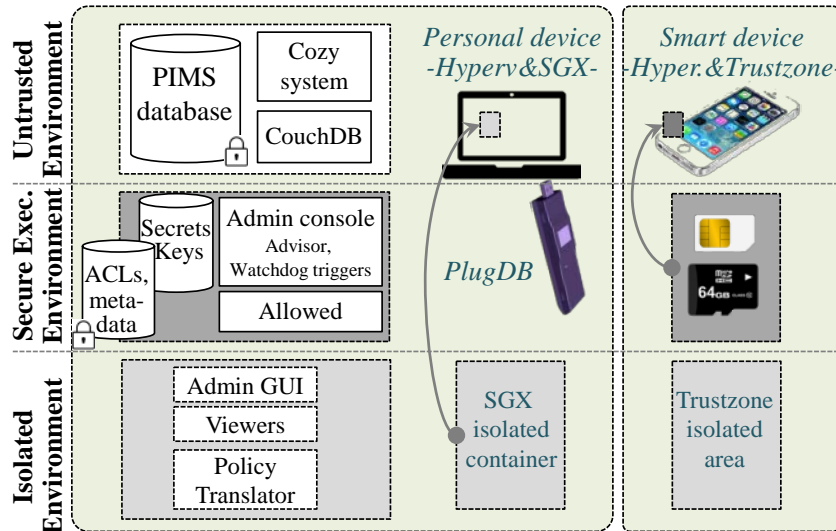 Untrusted
Environment
PIMS
database
Cozy
system
CouchDB
Personal device
-Hyperv&SGX-
Smart device
-Hyper.&Trustzone-
Secure Exec.
Environment
Secrets
Keys
ACLs,
meta-
data
Admin console
Advisor,
Watchdog triggers
Allowed
PlugDB
64GB
Isolated
Environment
Admin GUI
Viewers
Policy
Translator
SGX
isolated
container
Trustzone
isolated
area